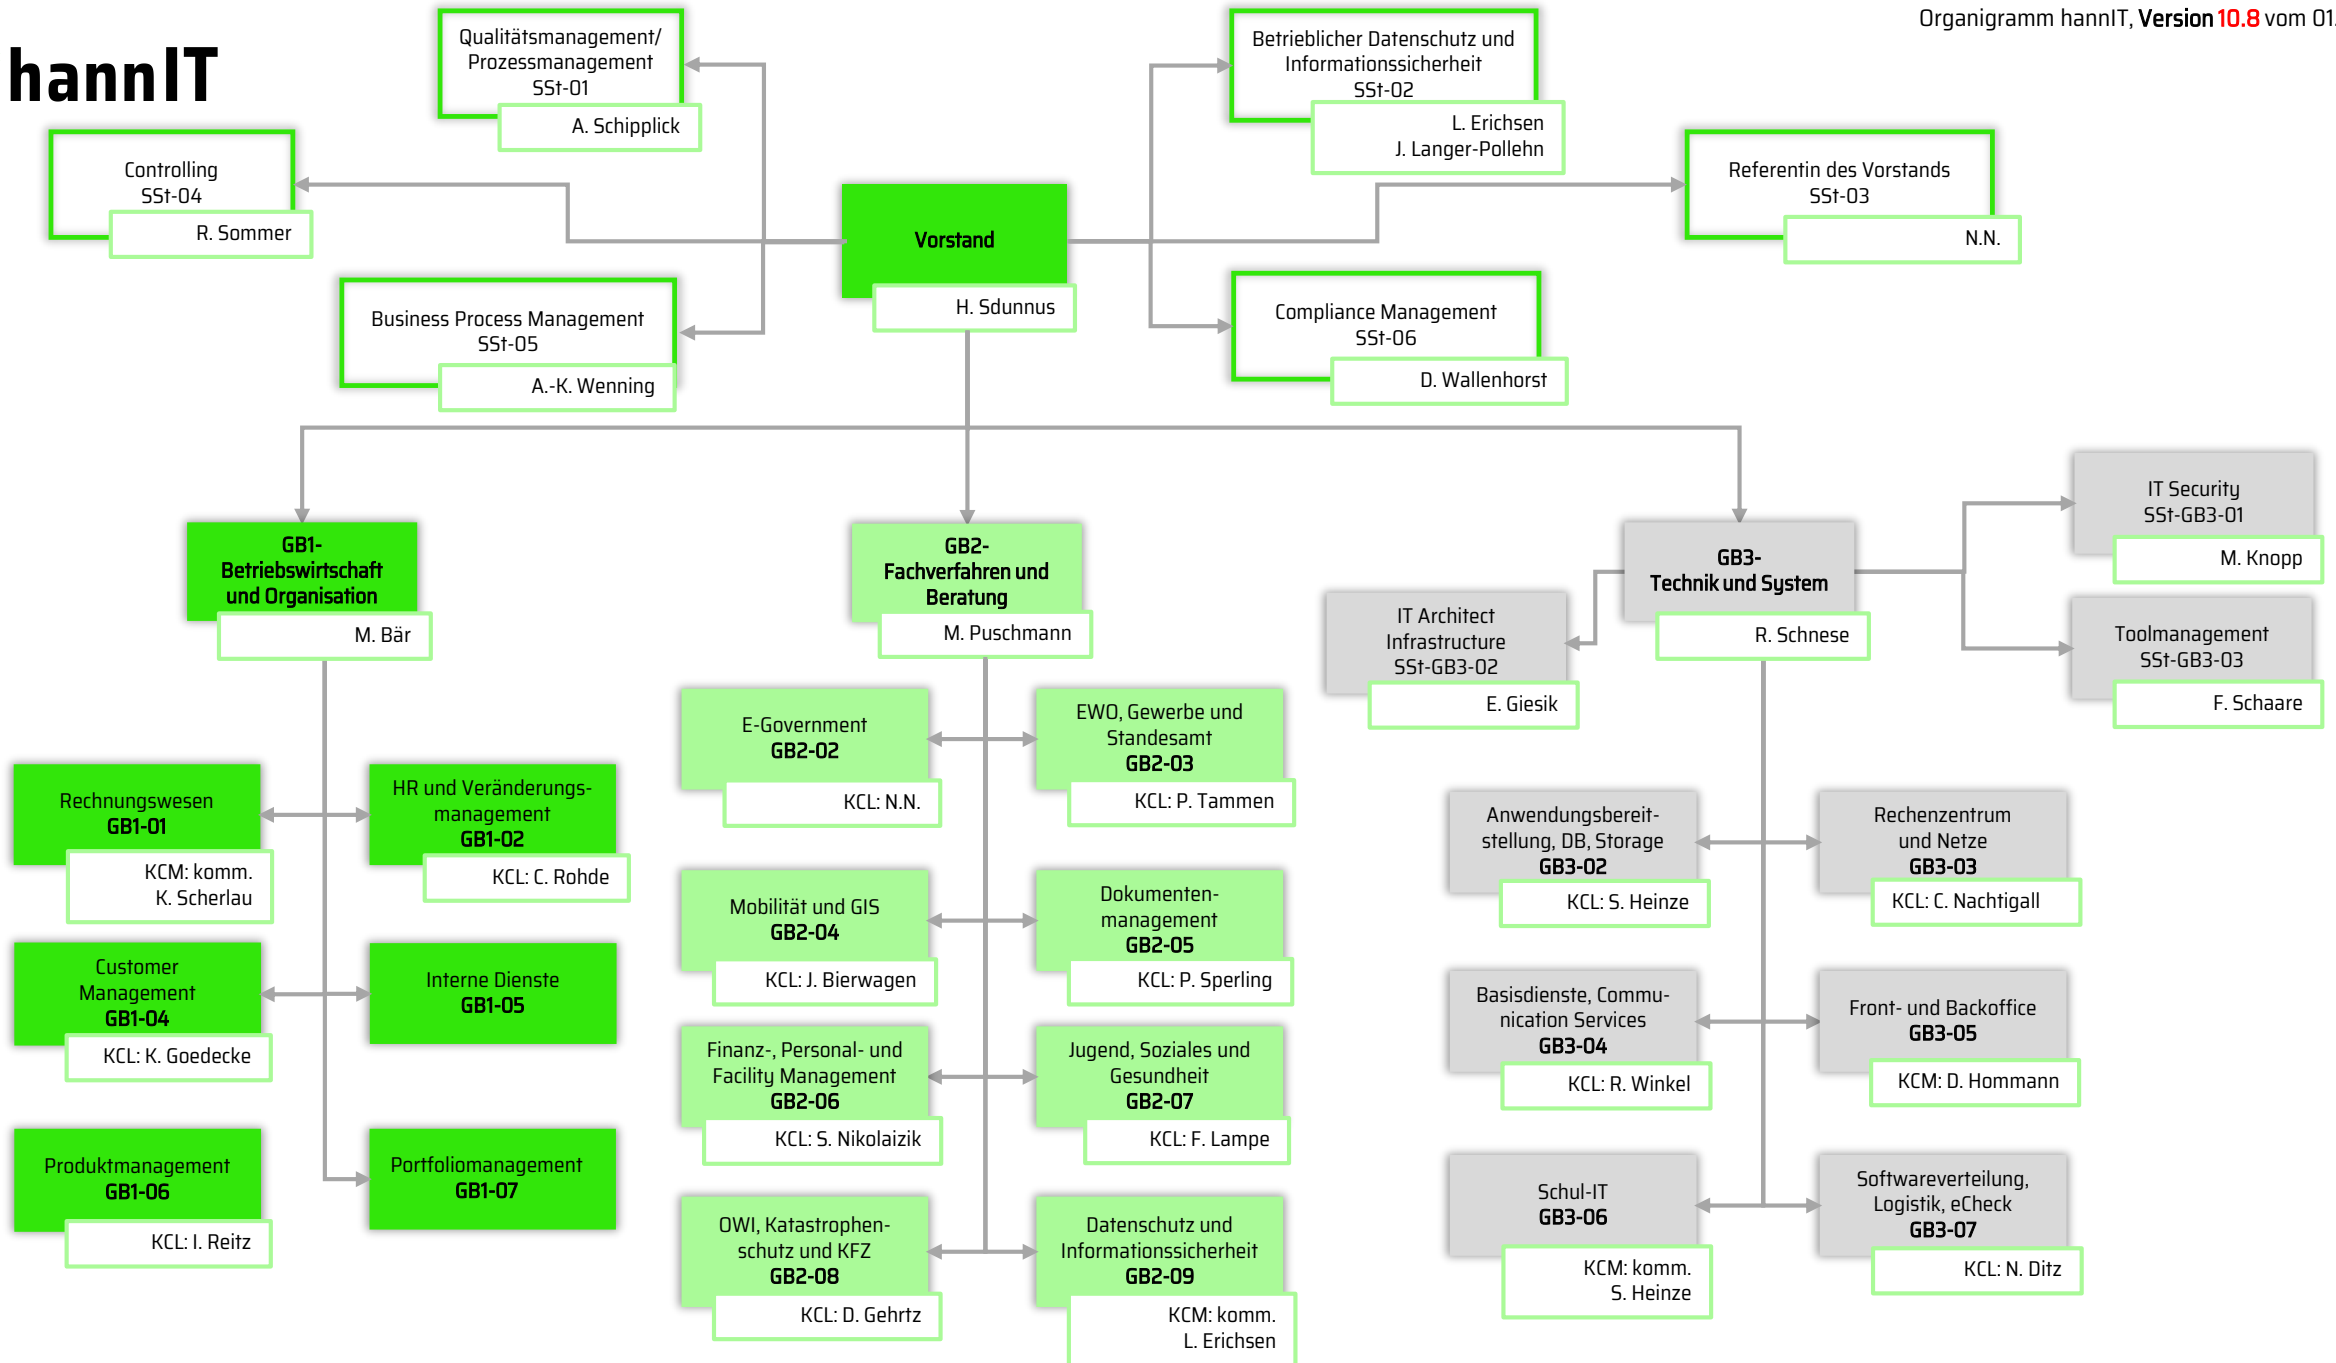 Organigramm hannIT, Version 10.8 vom 01.
hannIT
Qualitätsmanagement/
Prozessmanagement
SSt-01
A. Schipplick
Betrieblicher Datenschutz und
Informationssicherheit
SSt-02
L. Erichsen
J. Langer-Pollehn
Controlling
SSt-04
R. Sommer
Referentin des Vorstands
SSt-03
N.N.
Vorstand
H. Sdunnus
Business Process Management
SSt-05
A.-K. Wenning
Compliance Management
SSt-06
D. Wallenhorst
GB1-
Betriebswirtschaft
und Organisation
M. Bär
GB2-
Fachverfahren und
Beratung
M. Puschmann
GB3-
Technik und System
R. Schnese
IT Security
SSt-GB3-01
M. Knopp
IT Architect
Infrastructure
SSt-GB3-02
E. Giesik
Toolmanagement
SSt-GB3-03
F. Schaare
Rechnungswesen
GB1-01
KCM: komm.
K. Scherlau
HR und Veränderungs-
management
GB1-02
KCL: C. Rohde
Customer
Management
GB1-04
KCL: K. Goedecke
Interne Dienste
GB1-05
Produktmanagement
GB1-06
KCL: I. Reitz
Portfoliomanagement
GB1-07
E-Government
GB2-02
KCL: N.N.
EWO, Gewerbe und
Standesamt
GB2-03
KCL: P. Tammen
Mobilität und GIS
GB2-04
KCL: J. Bierwagen
Dokumenten-
management
GB2-05
KCL: P. Sperling
Finanz-, Personal- und
Facility Management
GB2-06
KCL: S. Nikolaizik
Jugend, Soziales und
Gesundheit
GB2-07
KCL: F. Lampe
OWI, Katastrophen-
schutz und KFZ
GB2-08
KCL: D. Gehrtz
Datenschutz und
Informationssicherheit
GB2-09
KCM: komm.
L. Erichsen
Anwendungsbereit-
stellung, DB, Storage
GB3-02
KCL: S. Heinze
Rechenzentrum
und Netze
GB3-03
KCL: C. Nachtigall
Basisdienste, Commu-
nication Services
GB3-04
KCL: R. Winkel
Front- und Backoffice
GB3-05
KCM: D. Hommann
Schul-IT
GB3-06
KCM: komm.
S. Heinze
Softwareverteilung,
Logistik, eCheck
GB3-07
KCL: N. Ditz